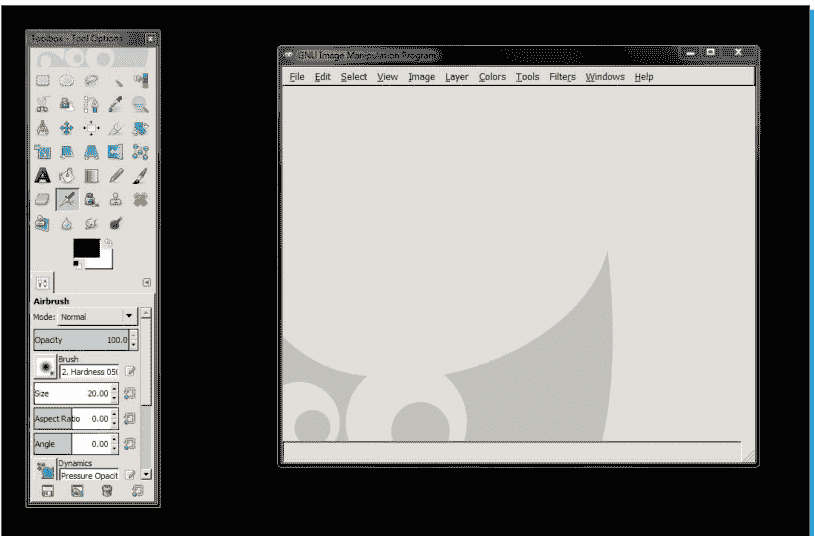 Toolbox - Tool Options
Airbrush
Mode: Normal
Opacity 100.0
Brush
2. Hardness 050
Size 20.00
Aspect Ratio 0.00
Angle 0.00
Dynamics
Pressure Opacit
GNU Image Manipulation Program
File Edit Select View Image Layer Colors Tools Filters Windows Help